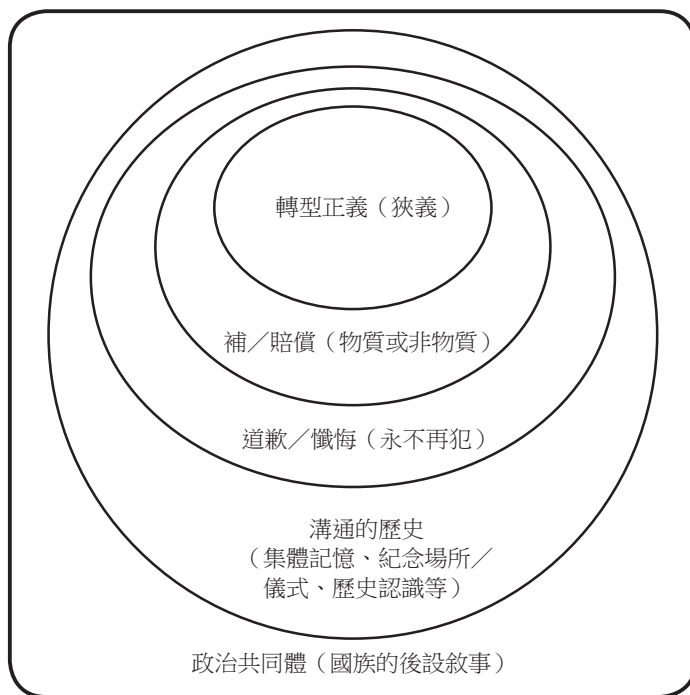 轉型正義（狹義）
補／賠償（物質或非物質）
道歉／懺悔（永不再犯）
溝通的歷史
（集體記憶、紀念場所／
儀式、歷史認識等）
政治共同體（國族的後設敘事）